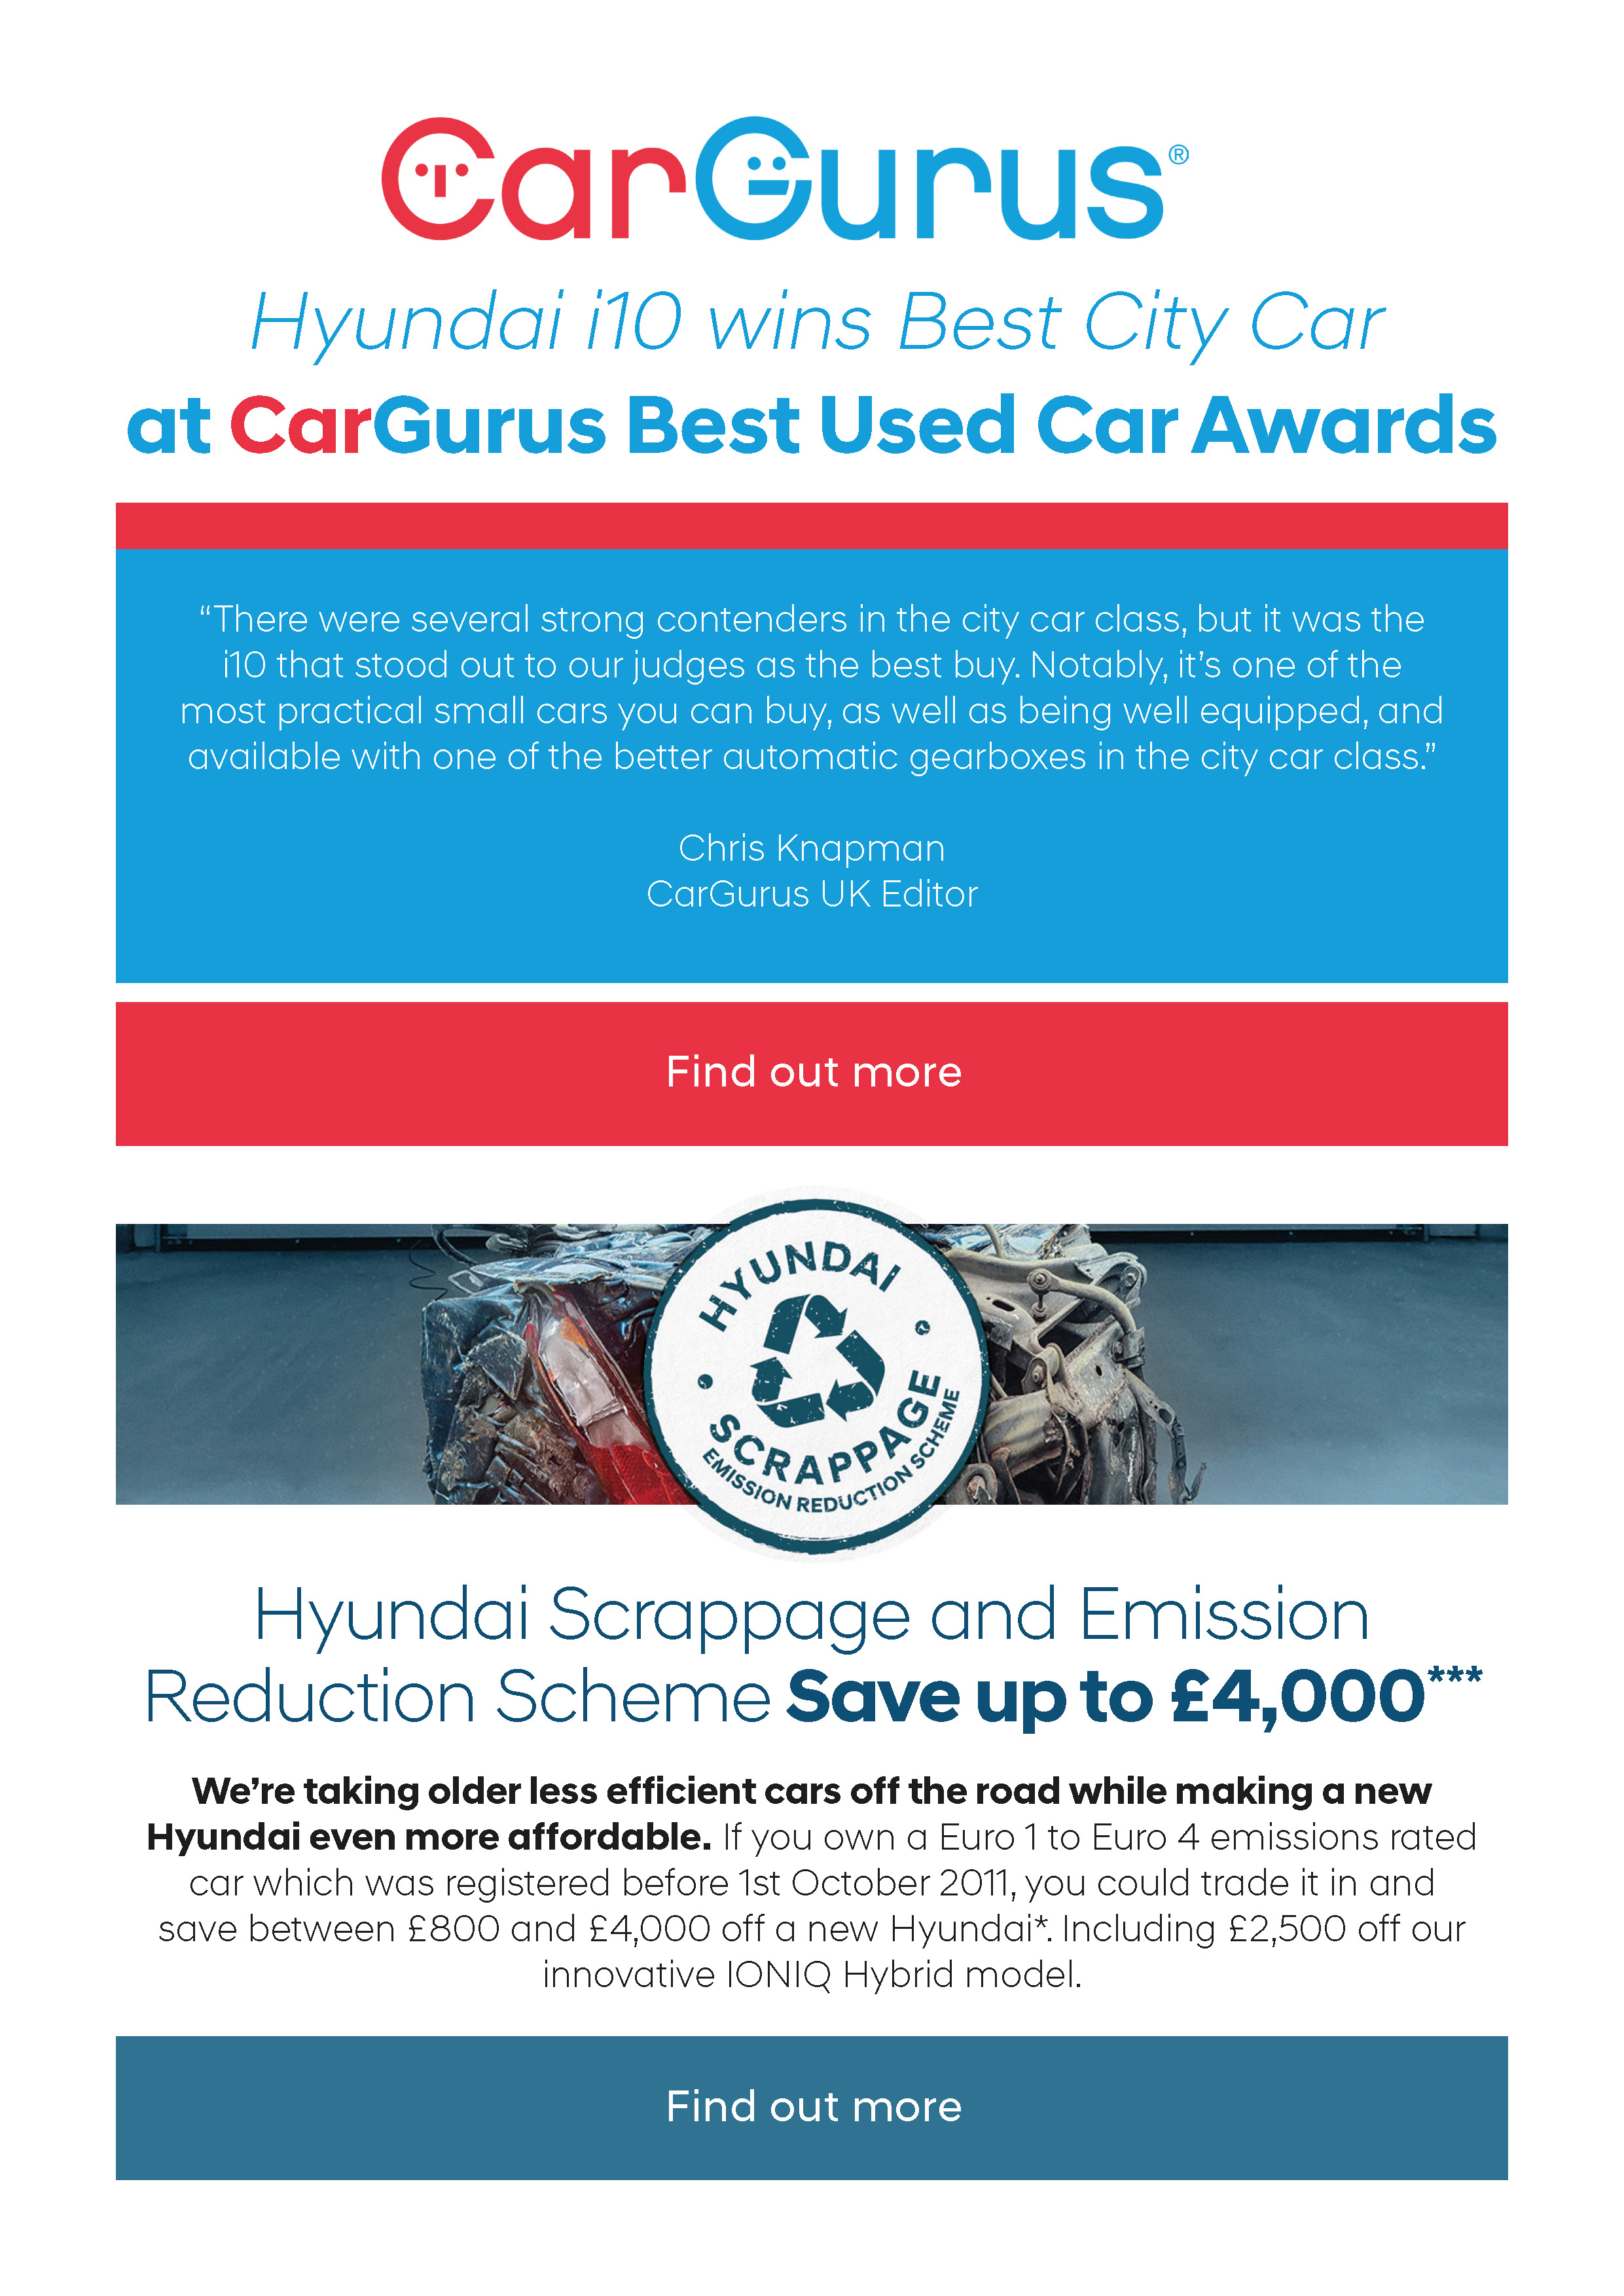 CarGurus®
Hyundai i10 wins Best City Car
at CarGurus Best Used Car Awards
“There were several strong contenders in the city car class, but it was the
i10 that stood out to our judges as the best buy. Notably, it’s one of the
most practical small cars you can buy, as well as being well equipped, and
available with one of the better automatic gearboxes in the city car class.”
Chris Knapman
CarGurus UK Editor
Find out more
HYUNDAI
SCRAPPAGE
EMISSION REDUCTION SCHEME
Hyundai Scrappage and Emission
Reduction Scheme Save up to £4,000***
We’re taking older less efficient cars off the road while making a new
Hyundai even more affordable. If you own a Euro 1 to Euro 4 emissions rated
car which was registered before 1st October 2011, you could trade it in and
save between £800 and £4,000 off a new Hyundai*. Including £2,500 off our
innovative IONIQ Hybrid model.
Find out more